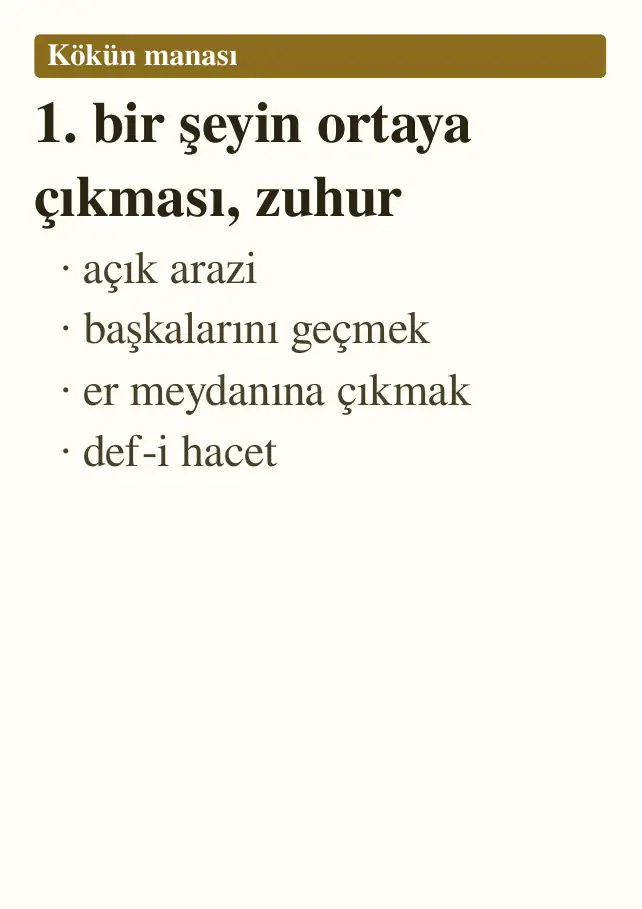 Kökün manası
1. bir şeyin ortaya
çıkması, zuhur
· açık arazi
· başkalarını geçmek
· er meydanına çıkmak
· def-i hacet